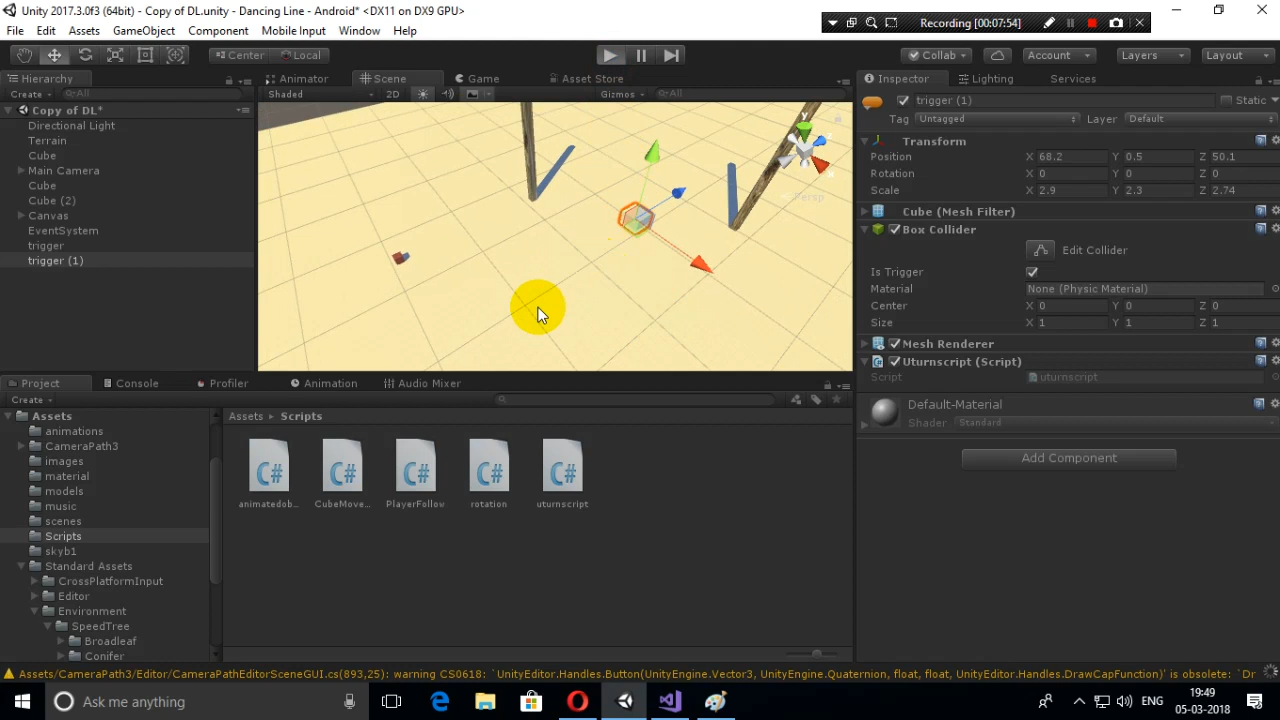 Unity 2017.3.0f3 (64bit) - Copy of DL.unity - Dancing Line - Android* <DX11 on DX9 GPU>
Recording [00:07:54]
File Edit Assets GameObject Component Mobile Input Window Help
Center Local Collab Account Layers Layout
Hierarchy Animator Scene Game Asset Store Inspector Lighting Services
Create All Shaded 2D Gizmos All
trigger (1) Static
Copy of DL*
Tag Untagged Layer Default
Directional Light
Terrain
Cube
Main Camera
Cube
Cube (2)
Canvas
EventSystem
trigger
trigger (1)
y
x
Persp
Transform
Position X 68.2 Y 0.5 Z 50.1
Rotation X 0 Y 0 Z 0
Scale X 2.9 Y 2.3 Z 2.74
Cube (Mesh Filter)
Box Collider
Edit Collider
Is Trigger
Material None (Physic Material)
Center X 0 Y 0 Z 0
Size X 1 Y 1 Z 1
Mesh Renderer
Uturnscript (Script)
Script uturnscript
Default-Material
Shader Standard
Add Component
Project Console Profiler Animation Audio Mixer
Create
Assets
animations
CameraPath3
images
material
models
music
scenes
Scripts
skyb1
Standard Assets
CrossPlatformInput
Editor
Environment
SpeedTree
Broadleaf
Conifer
Assets Scripts
C# C# C# C# C#
animatedob... CubeMove... PlayerFollow rotation uturnscript
Assets/CameraPath3/Editor/CameraPathEditorSceneGUI.cs(893,25): warning CS0618: `UnityEditor.Handles.Button(UnityEngine.Vector3, UnityEngine.Quaternion, float, float, UnityEditor.Handles.DrawCapFunction)' is obsolete: `Dr
Ask me anything
ENG
19:49
05-03-2018